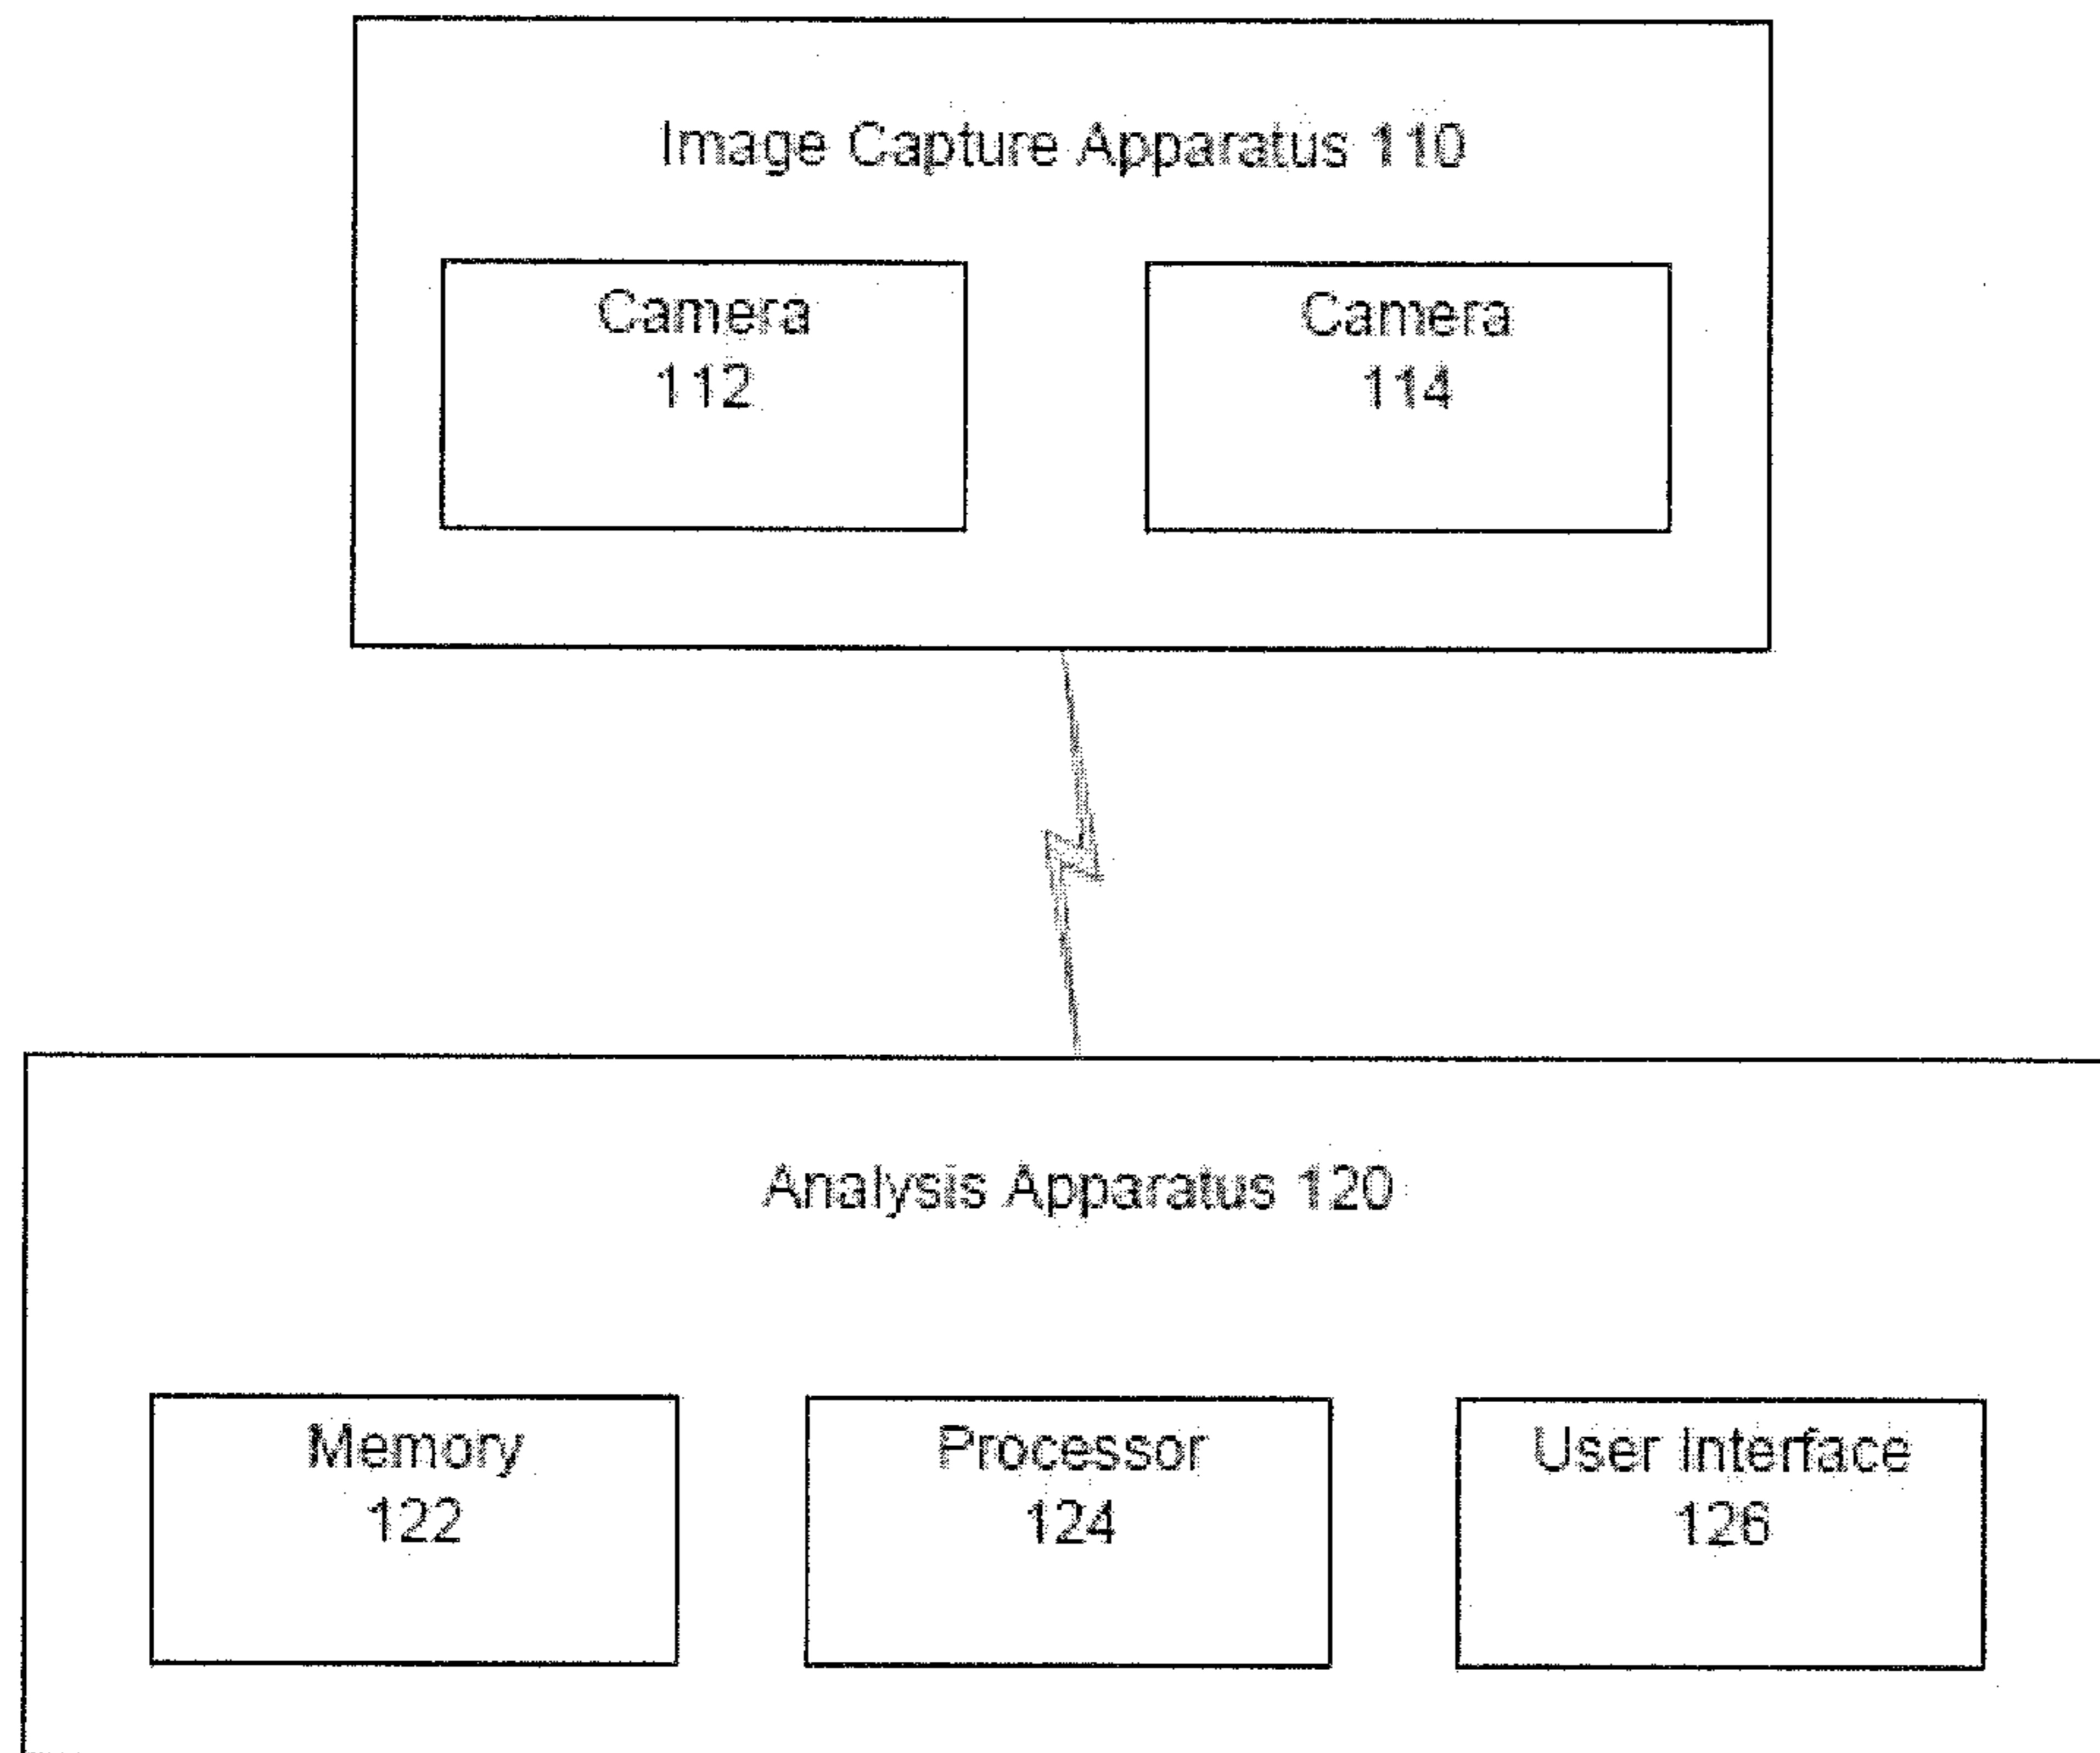 Image Capture Apparatus 110
Camera
112
Camera
114
Analysis Apparatus 120
Memory
122
Processor
124
User Interface
126